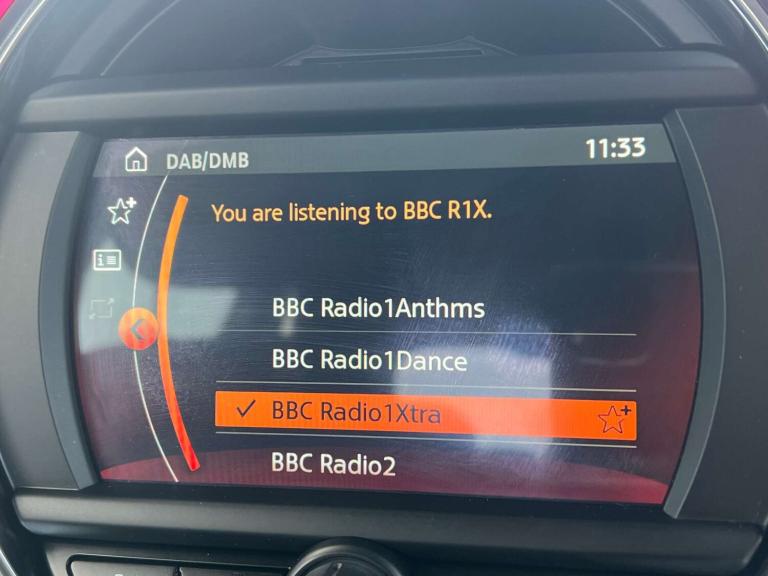 DAB/DMB
11:33
You are listening to BBC R1X.
BBC Radio1Anthms
BBC Radio1Dance
BBC Radio1Xtra
BBC Radio2